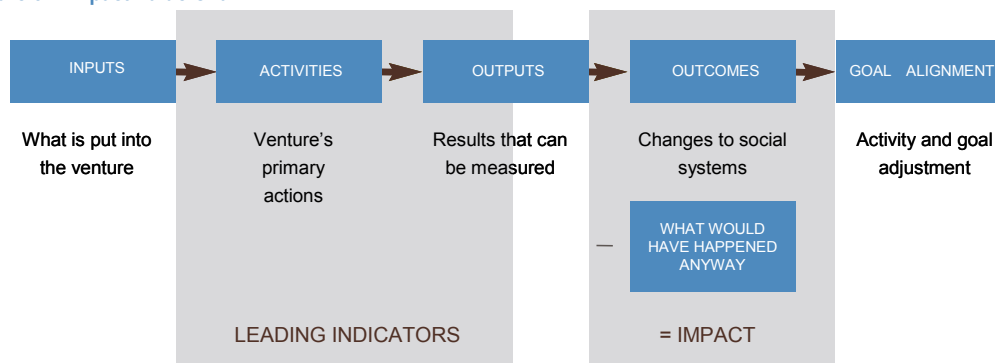 INPUTS
ACTIVITIES
OUTPUTS
OUTCOMES
GOAL ALIGNMENT
What is put into
the venture
Venture's
primary
actions
Results that can
be measured
Changes to social
systems
Activity and goal
adjustment
—
WHAT WOULD
HAVE HAPPENED
ANYWAY
LEADING INDICATORS
= IMPACT